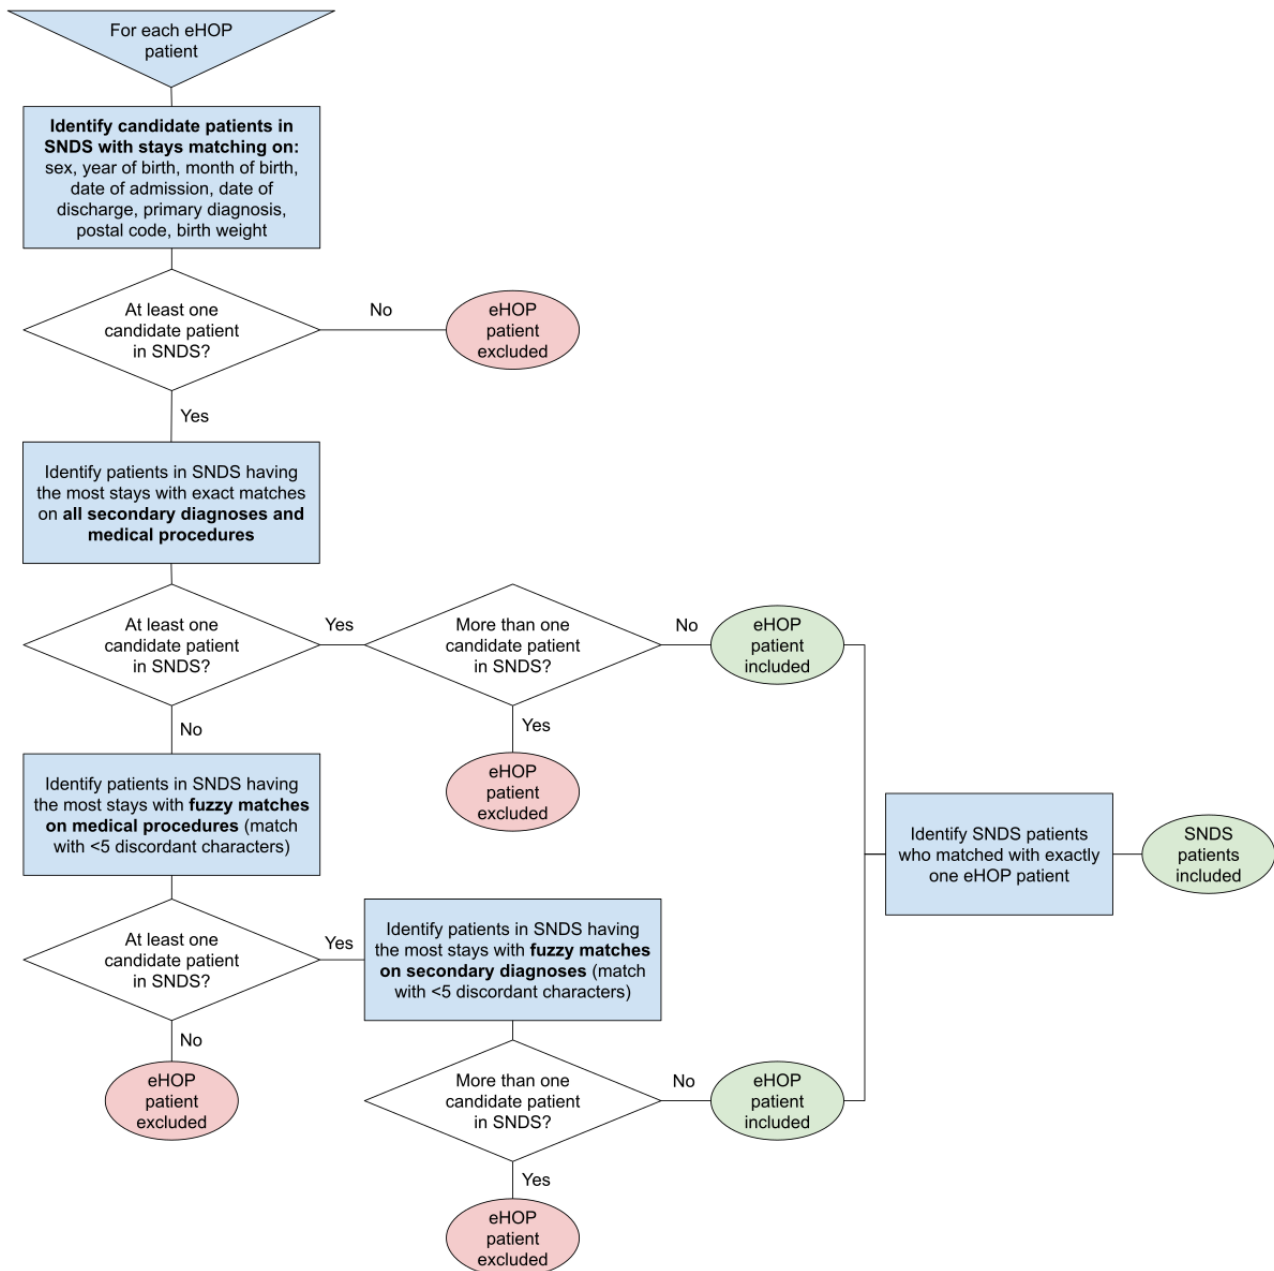 For each eHOP
patient
Identify candidate patients in
SNDS with stays matching on:
sex, year of birth, month of birth,
date of admission, date of
discharge, primary diagnosis,
postal code, birth weight
At least one
candidate patient
in SNDS?
No
eHOP
patient
excluded
Yes
Identify patients in SNDS having
the most stays with exact matches
on all secondary diagnoses and
medical procedures
At least one
candidate patient
in SNDS?
Yes
More than one
candidate patient
in SNDS?
No
eHOP
patient
included
Yes
eHOP
patient
excluded
No
Identify patients in SNDS having
the most stays with fuzzy matches
on medical procedures (match
with <5 discordant characters)
At least one
candidate patient
in SNDS?
Yes
Identify patients in SNDS having
the most stays with fuzzy matches
on secondary diagnoses (match
with <5 discordant characters)
No
eHOP
patient
excluded
More than one
candidate patient
in SNDS?
No
eHOP
patient
included
Yes
eHOP
patient
excluded
Identify SNDS patients
who matched with exactly
one eHOP patient
SNDS
patients
included